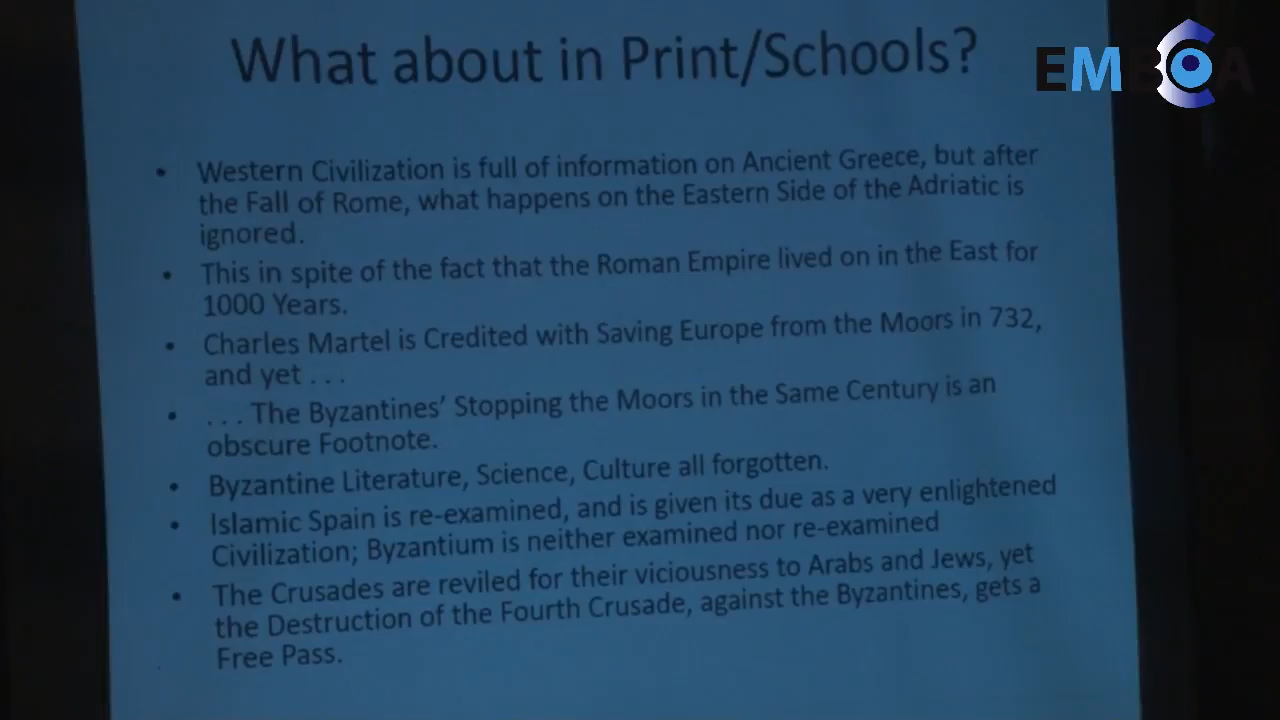 What about in Print/Schools?
EMBCA
• Western Civilization is full of information on Ancient Greece, but after
the Fall of Rome, what happens on the Eastern Side of the Adriatic is
ignored.
• This in spite of the fact that the Roman Empire lived on in the East for
1000 Years.
• Charles Martel is Credited with Saving Europe from the Moors in 732,
and yet . . .
• . . . The Byzantines’ Stopping the Moors in the Same Century is an
obscure Footnote.
• Byzantine Literature, Science, Culture all forgotten.
• Islamic Spain is re-examined, and is given its due as a very enlightened
Civilization; Byzantium is neither examined nor re-examined
• The Crusades are reviled for their viciousness to Arabs and Jews, yet
the Destruction of the Fourth Crusade, against the Byzantines, gets a
Free Pass.